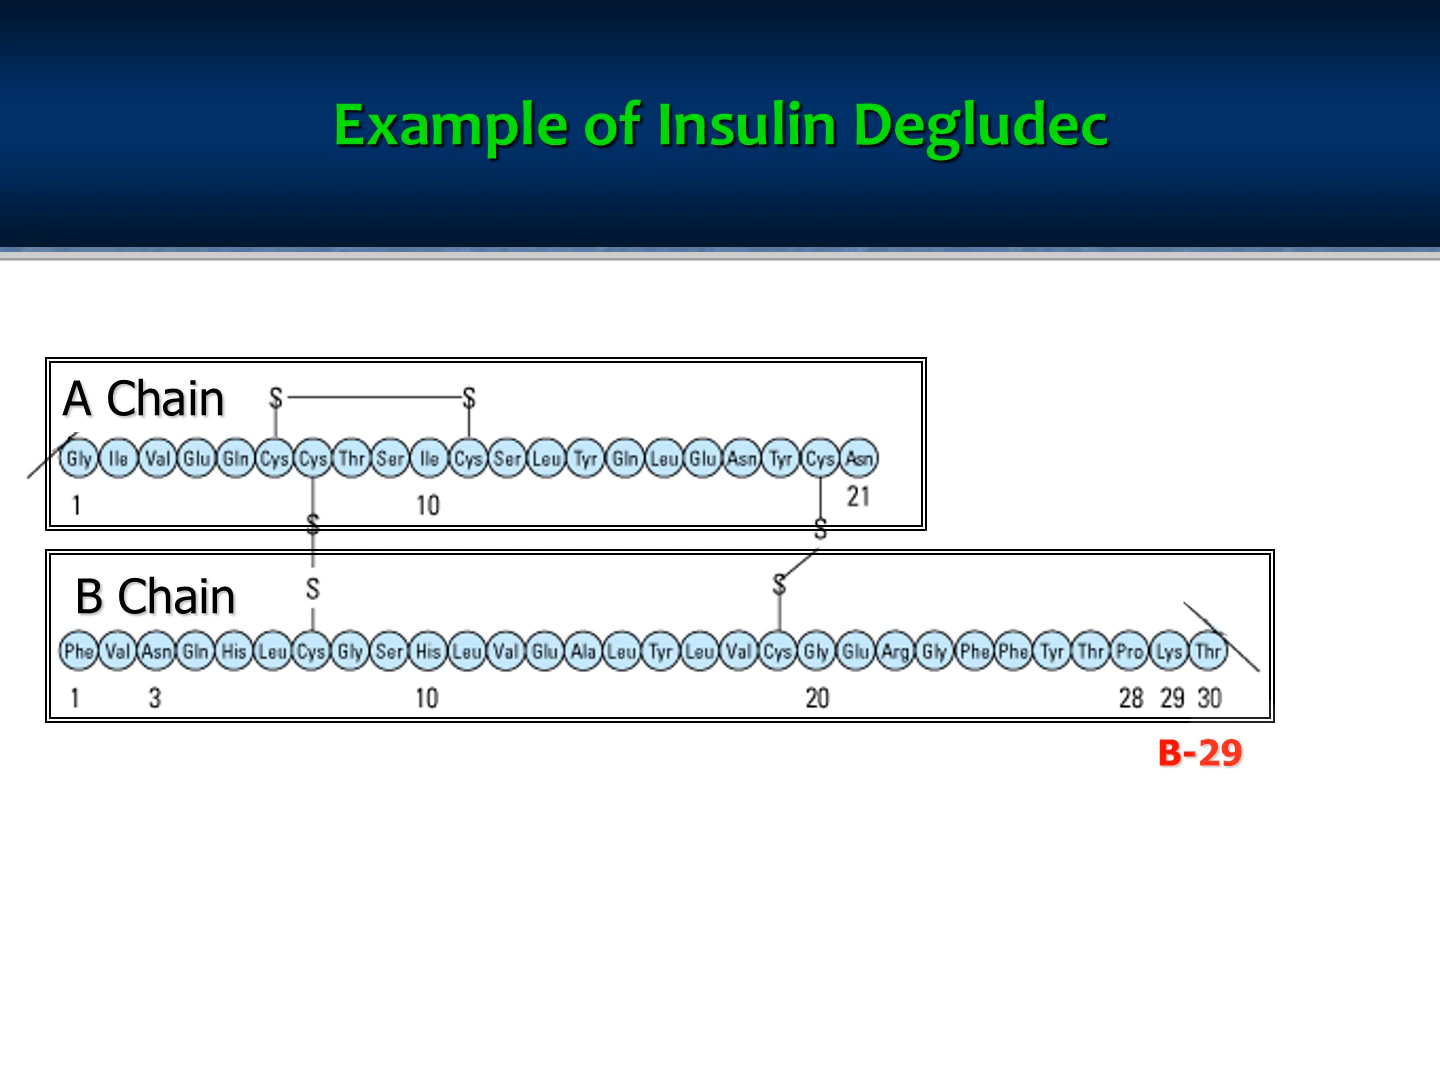 Example of Insulin Degludec
A Chain
S S
Gly Ile Val Glu Gln Cys Cys Thr Ser Ile Cys Ser Leu Tyr Gln Leu Glu Asn Tyr Cys Asn
1 10 21
S S
B Chain
S S
Phe Val Asn Gln His Leu Cys Gly Ser His Leu Val Glu Ala Leu Tyr Leu Val Cys Gly Glu Arg Gly Phe Phe Tyr Thr Pro Lys Thr
1 3 10 20 28 29 30
B-29